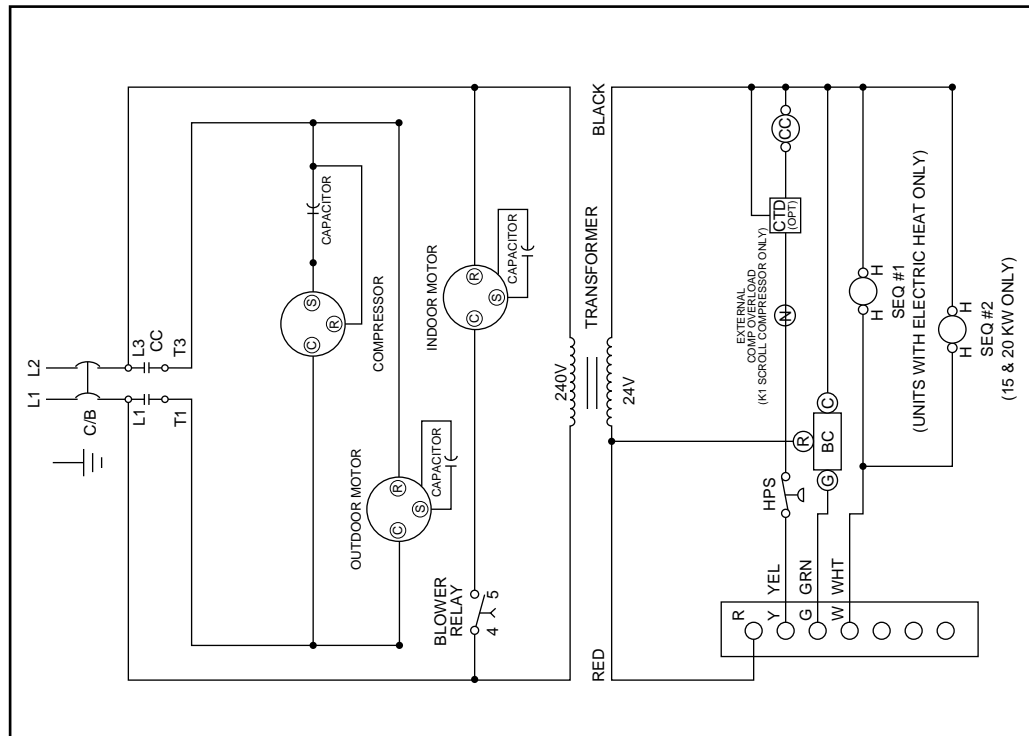 L1
L2
C/B
L1
L3
CC
T1
T3
CAPACITOR
S
C
R
COMPRESSOR
OUTDOOR MOTOR
C
R
S
CAPACITOR
INDOOR MOTOR
C
R
S
CAPACITOR
BLOWER
RELAY
4
5
240V
TRANSFORMER
24V
RED
BLACK
CC
CTD
(OPT)
N
EXTERNAL
COMP OVERLOAD
(K1 SCROLL COMPRESSOR ONLY)
HPS
R
BC
G
C
R
Y
YEL
G
GRN
W
WHT
H
H
SEQ #1
(UNITS WITH ELECTRIC HEAT ONLY)
H
H
SEQ #2
(15 & 20 KW ONLY)